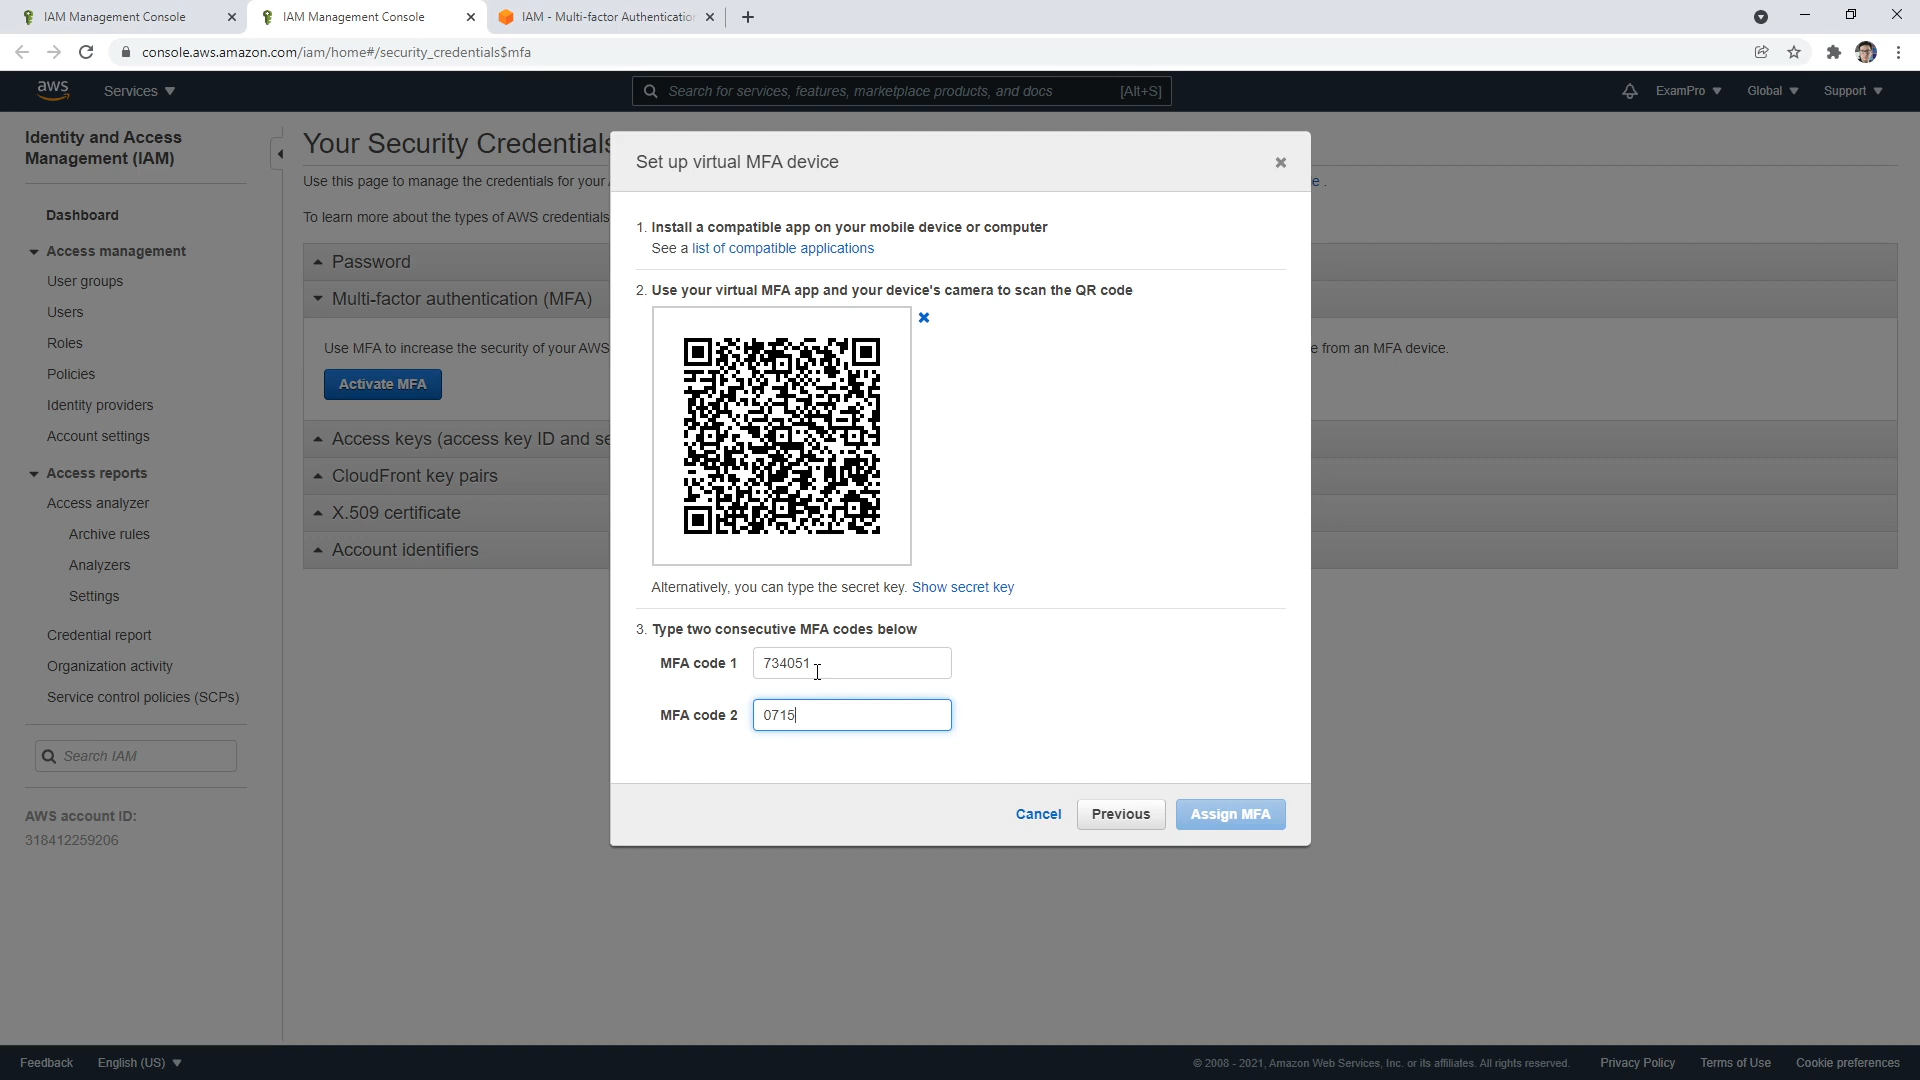 IAM Management Console
IAM Management Console
IAM - Multi-factor Authentication
console.aws.amazon.com/iam/home#/security_credentials$mfa
aws
Services
Search for services, features, marketplace products, and docs
[Alt+S]
ExamPro
Global
Support
Identity and Access
Management (IAM)
Dashboard
Access management
User groups
Users
Roles
Policies
Identity providers
Account settings
Access reports
Access analyzer
Archive rules
Analyzers
Settings
Credential report
Organization activity
Service control policies (SCPs)
Search IAM
AWS account ID:
318412259206
Your Security Credentials
Use this page to manage the credentials for your
e .
To learn more about the types of AWS credentials
Password
Multi-factor authentication (MFA)
Use MFA to increase the security of your AWS
e from an MFA device.
Activate MFA
Access keys (access key ID and se
CloudFront key pairs
X.509 certificate
Account identifiers
Set up virtual MFA device
1. Install a compatible app on your mobile device or computer
See a list of compatible applications
2. Use your virtual MFA app and your device's camera to scan the QR code
Alternatively, you can type the secret key. Show secret key
3. Type two consecutive MFA codes below
MFA code 1
734051
MFA code 2
0715
Cancel
Previous
Assign MFA
Feedback
English (US)
© 2008 - 2021, Amazon Web Services, Inc. or its affiliates. All rights reserved.
Privacy Policy
Terms of Use
Cookie preferences